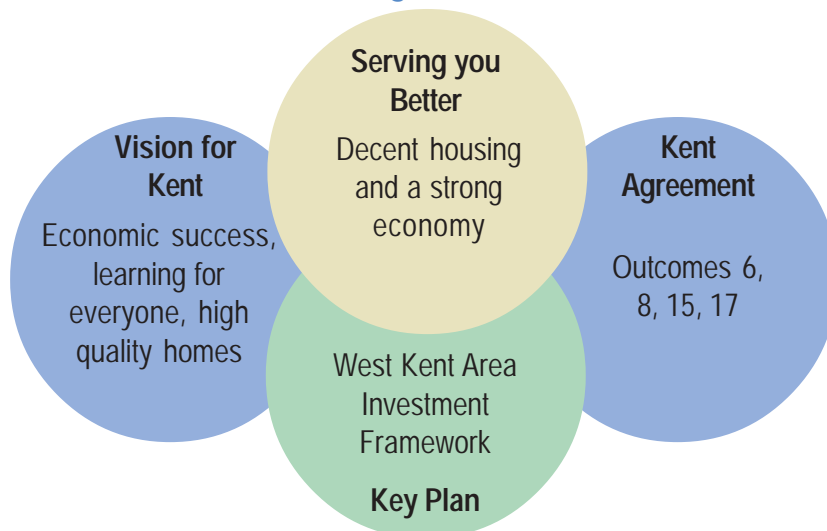 Serving you
Better
Decent housing
and a strong
economy
Vision for
Kent
Economic success,
learning for
everyone, high
quality homes
Kent
Agreement
Outcomes 6,
8, 15, 17
West Kent Area
Investment
Framework
Key Plan